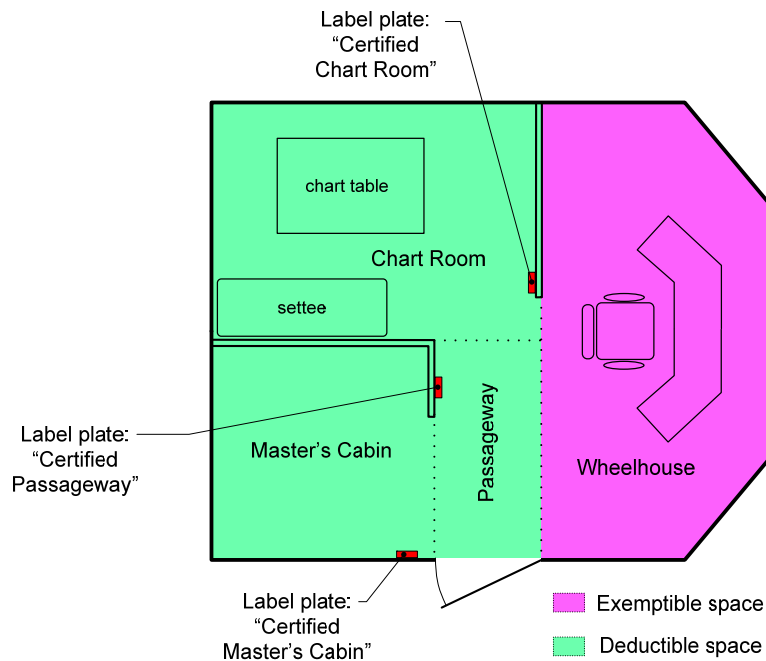 Label plate:
“Certified
Chart Room”
chart table
Chart Room
settee
Label plate:
“Certified
Passageway”
Master’s Cabin
Passageway
Wheelhouse
Label plate:
“Certified
Master’s Cabin”
Exemptible space
Deductible space